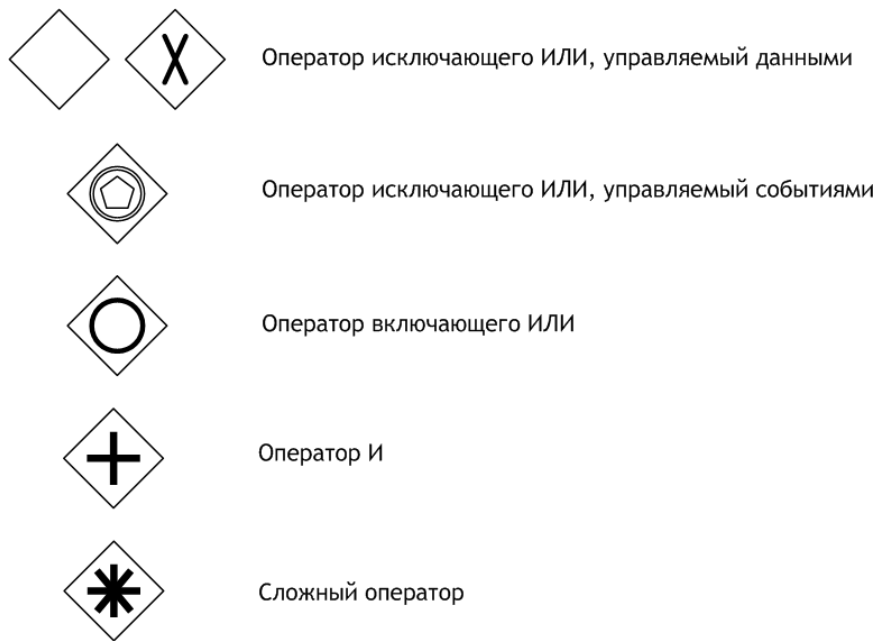 Оператор исключающего ИЛИ, управляемый данными
Оператор исключающего ИЛИ, управляемый событиями
Оператор включающего ИЛИ
Оператор И
Сложный оператор